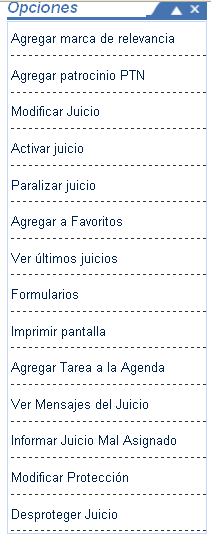 Opciones
Agregar marca de relevancia
Agregar patrocinio PTN
Modificar Juicio
Activar juicio
Paralizar juicio
Agregar a Favoritos
Ver últimos juicios
Formularios
Imprimir pantalla
Agregar Tarea a la Agenda
Ver Mensajes del Juicio
Informar Juicio Mal Asignado
Modificar Protección
Desproteger Juicio